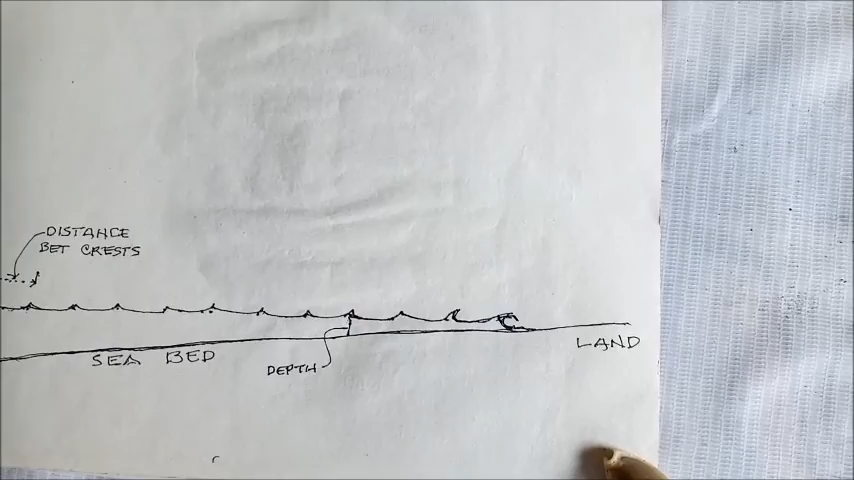 DISTANCE
BET CRESTS
SEA BED
DEPTH
LAND